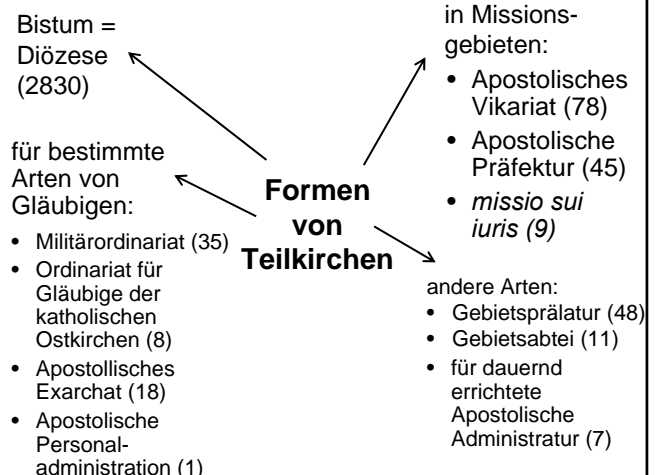 Bistum =
Diözese
(2830)
in Missions-
gebieten:
• Apostolisches
Vikariat (78)
• Apostolische
Präfektur (45)
• missio sui
iuris (9)
für bestimmte
Arten von
Gläubigen:
• Militärordinariat (35)
• Ordinariat für
Gläubige der
katholischen
Ostkirchen (8)
• Apostollisches
Exarchat (18)
• Apostolische
Personal-
administration (1)
Formen
von
Teilkirchen
andere Arten:
• Gebietsprälatur (48)
• Gebietsabtei (11)
• für dauernd
errichtete
Apostolische
Administratur (7)